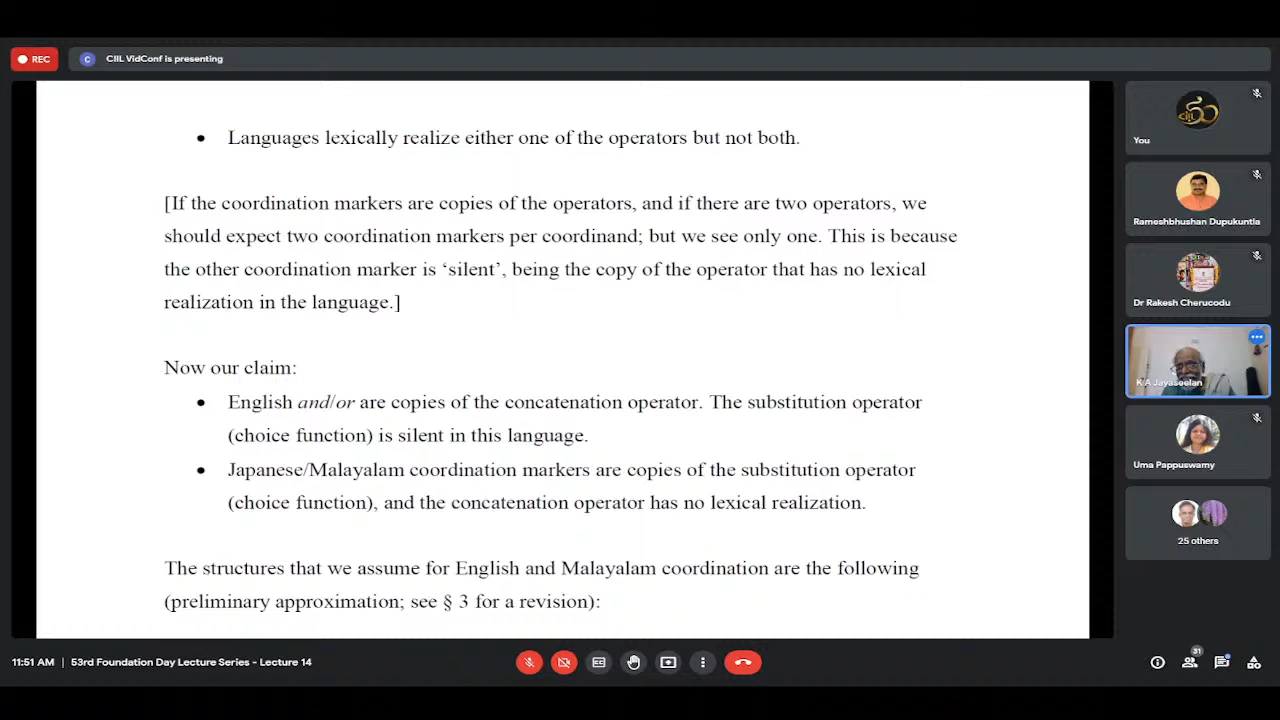 REC
C CIIL VidConf is presenting
• Languages lexically realize either one of the operators but not both.
[If the coordination markers are copies of the operators, and if there are two operators, we
should expect two coordination markers per coordinand; but we see only one. This is because
the other coordination marker is ‘silent’, being the copy of the operator that has no lexical
realization in the language.]
Now our claim:
• English and/or are copies of the concatenation operator. The substitution operator
(choice function) is silent in this language.
• Japanese/Malayalam coordination markers are copies of the substitution operator
(choice function), and the concatenation operator has no lexical realization.
The structures that we assume for English and Malayalam coordination are the following
(preliminary approximation; see § 3 for a revision):
You
Rameshbhushan Dupukuntla
Dr Rakesh Cherucodu
K A Jayaseelan
Uma Pappuswamy
25 others
11:51 AM | 53rd Foundation Day Lecture Series - Lecture 14
31